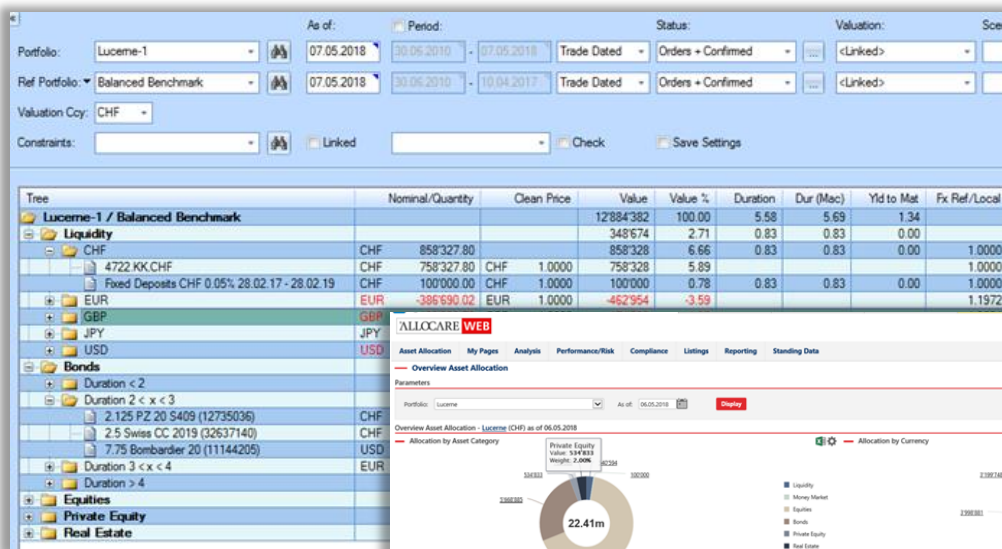 As of: Period: Status: Valuation: Sce
Portfolio: Lucerne-1 07.05.2018 30.06.2010 - 07.05.2018 Trade Dated Orders + Confirmed ... <Linked>
Ref Portfolio: Balanced Benchmark 07.05.2018 30.06.2010 - 10.04.2017 Trade Dated Orders + Confirmed ... <Linked>
Valuation Ccy: CHF
Constraints: Linked Check Save Settings
Tree Nominal/Quantity Clean Price Value Value % Duration Dur (Mac) Yld to Mat Fx Ref/Local
Lucerne-1 / Balanced Benchmark 12'884'382 100.00 5.58 5.69 1.34
Liquidity 348'674 2.71 0.83 0.83 0.00
CHF CHF 858'327.80 858'328 6.66 0.83 0.83 0.00 1.0000
4722.KK.CHF CHF 758'327.80 CHF 1.0000 758'328 5.89 1.0000
Fixed Deposits CHF 0.05% 28.02.17 - 28.02.19 CHF 100'000.00 CHF 1.0000 100'000 0.78 0.83 0.83 0.00 1.0000
EUR EUR -386'690.02 EUR 1.0000 -462'954 -3.59 1.1972
GBP GBP
JPY JPY
USD USD
Bonds
Duration < 2
Duration 2 < x < 3
2.125 PZ 20 S409 (12735036) CHF
2.5 Swiss CC 2019 (32637140) CHF
7.75 Bombardier 20 (11144205) USD
Duration 3 < x < 4 EUR
Duration > 4
Equities
Private Equity
Real Estate
ALLOCARE WEB
Asset Allocation My Pages Analysis Performance/Risk Compliance Listings Reporting Standing Data
Overview Asset Allocation
Parameters
Portfolio: Lucerne As of: 06.05.2018 Display
Overview Asset Allocation - Lucerne (CHF) as of 06.05.2018
Allocation by Asset Category Allocation by Currency
Private Equity
Value: 534'833
Weight: 2.00%
534'833 100'000
22.41m
Liquidity
Money Market
Equities
Bonds
Private Equity
Real Estate